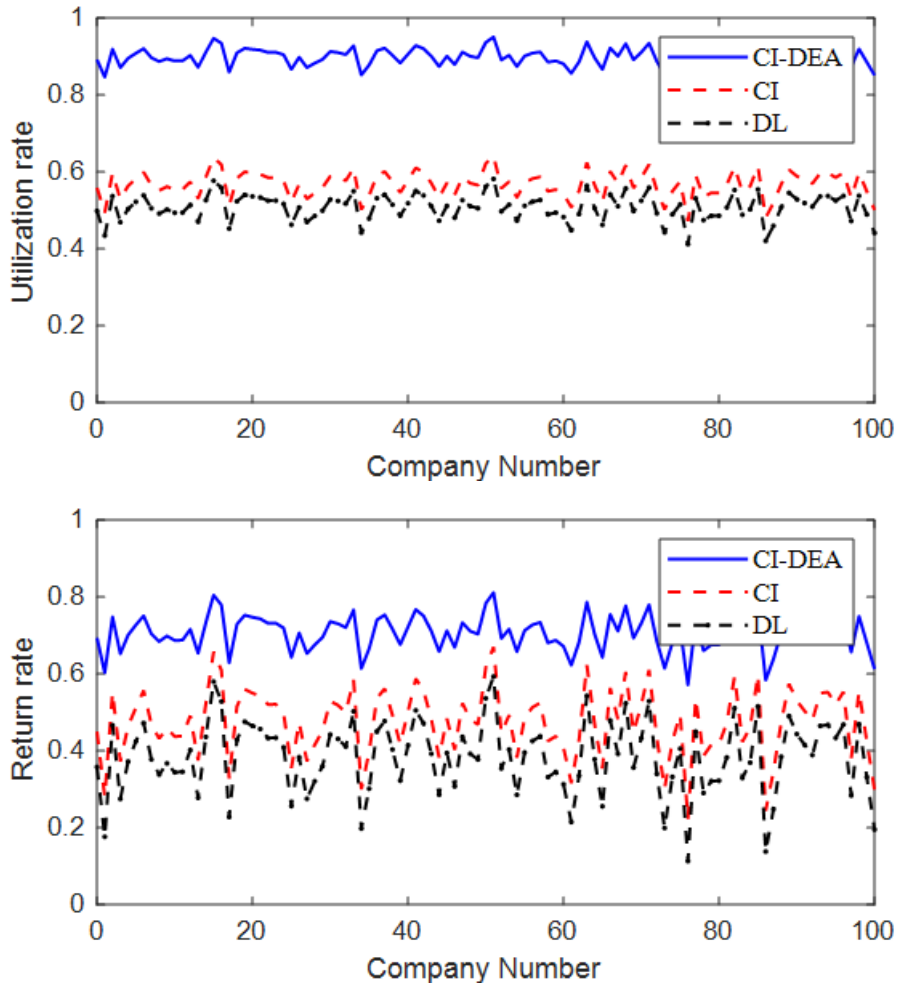 1
0.8
0.6
0.4
0.2
0
Utilization rate
CI-DEA
CI
DL
0 20 40 60 80 100
Company Number
1
0.8
0.6
0.4
0.2
0
Return rate
CI-DEA
CI
DL
0 20 40 60 80 100
Company Number